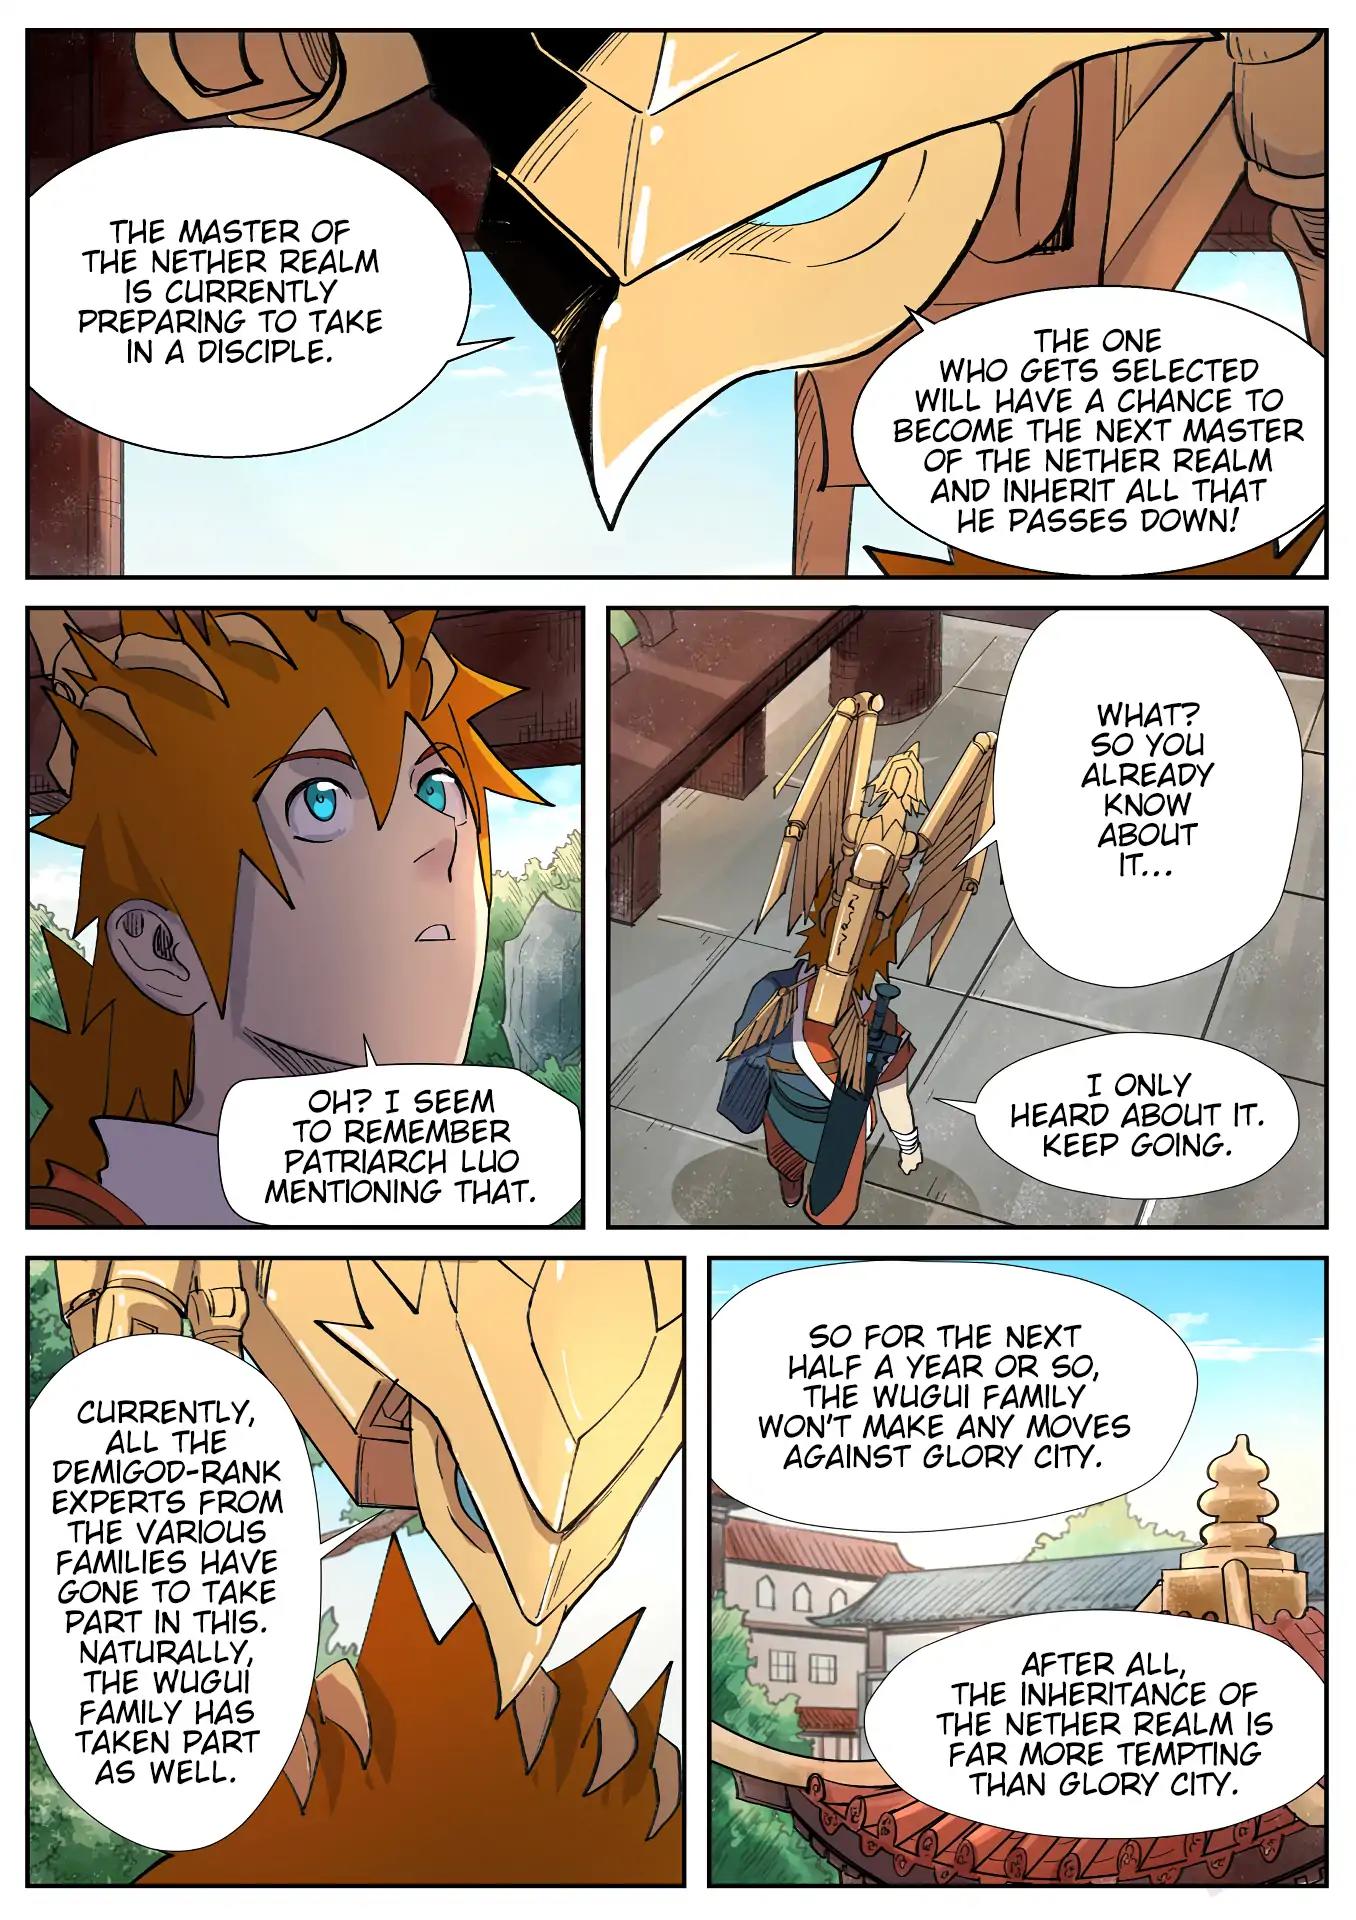 THE MASTER OF
THE NETHER REALM
IS CURRENTLY
PREPARING TO TAKE
IN A DISCIPLE.
THE ONE
WHO GETS SELECTED
WILL HAVE A CHANCE TO
BECOME THE NEXT MASTER
OF THE NETHER REALM
AND INHERIT ALL THAT
HE PASSES DOWN!
OH? I SEEM
TO REMEMBER
PATRIARCH LUO
MENTIONING THAT.
WHAT?
SO YOU
ALREADY
KNOW
ABOUT
IT...
I ONLY
HEARD ABOUT IT.
KEEP GOING.
CURRENTLY,
ALL THE
DEMIGOD-RANK
EXPERTS FROM
THE VARIOUS
FAMILIES HAVE
GONE TO TAKE
PART IN THIS.
NATURALLY,
THE WUGUI
FAMILY HAS
TAKEN PART
AS WELL.
SO FOR THE NEXT
HALF A YEAR OR SO,
THE WUGUI FAMILY
WON'T MAKE ANY MOVES
AGAINST GLORY CITY.
AFTER ALL,
THE INHERITANCE OF
THE NETHER REALM IS
FAR MORE TEMPTING
THAN GLORY CITY.